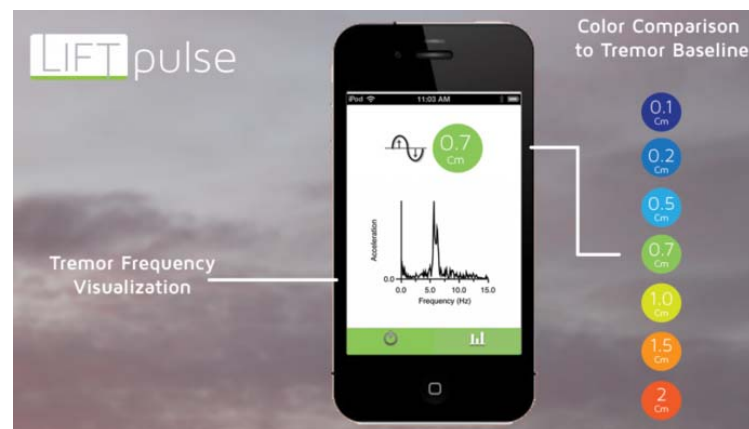 LIFT pulse
Color Comparison
to Tremor Baseline
iPod
11:03 AM
0.7
Cm
Acceleration
0.0
0.0 5.0 10.0 15.0
Frequency (Hz)
Tremor Frequency
Visualization
0.1
Cm
0.2
Cm
0.5
Cm
0.7
Cm
1.0
Cm
1.5
Cm
2
Cm